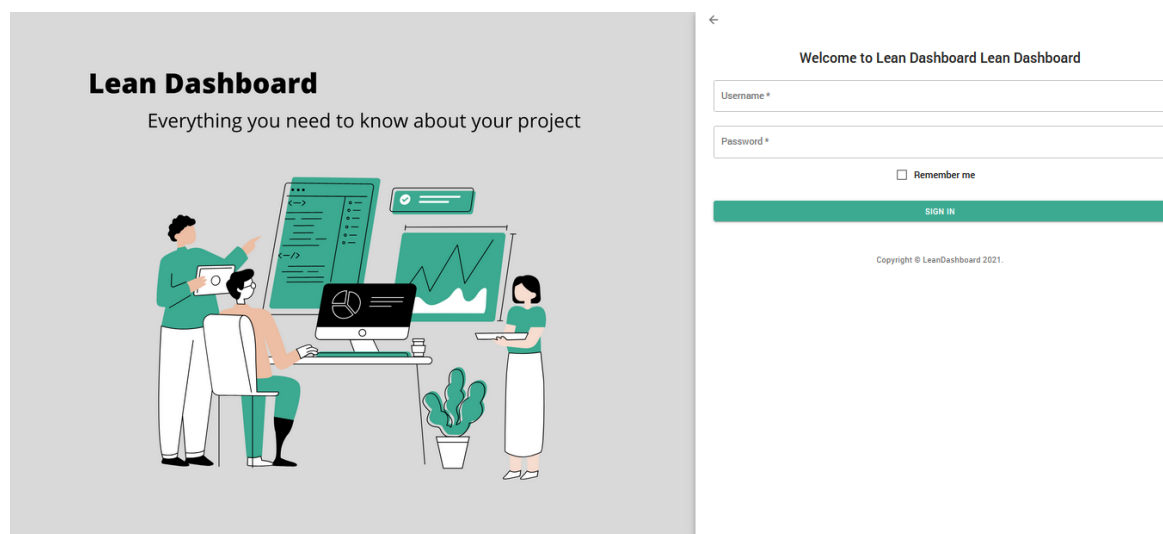 Lean Dashboard
Everything you need to know about your project
<->
</->
Welcome to Lean Dashboard Lean Dashboard
Username *
Password *
Remember me
SIGN IN
Copyright © LeanDashboard 2021.